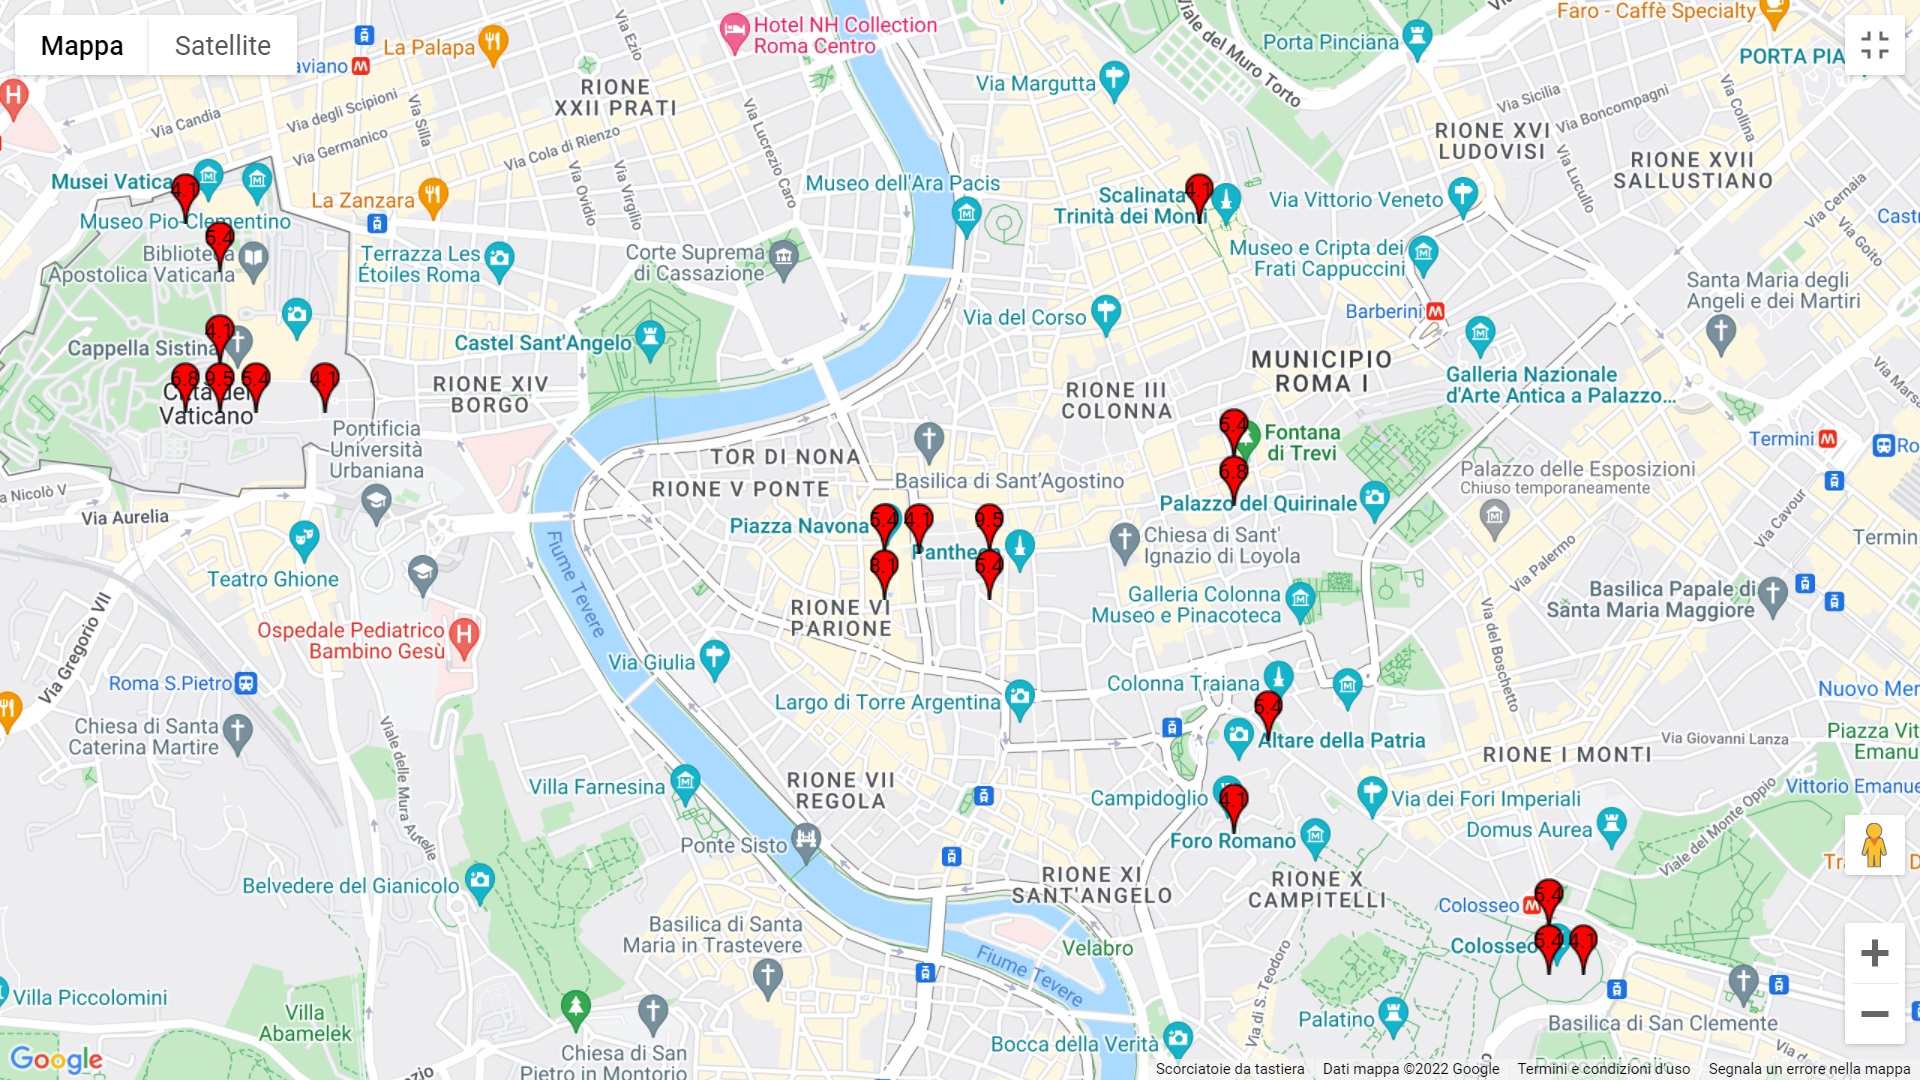 Mappa
Satellite
aviano
La Palapa
Via Ezio
Hotel NH Collection
Roma Centro
Viale del Muro Torto
Porta Pinciana
Faro - Caffè Specialty
PORTA PIA
Via Margutta
RIONE
XXII PRATI
Via Candia
Via degli Scipioni
Via Silla
Via Germanico
Via Cola di Rienzo
Via Lucrezio Caro
Via Ovidio
Via Virgilio
Via Sicilia
Via Boncompagni
Via Collina
RIONE XVI
LUDOVISI
RIONE XVII
SALLUSTIANO
Via Lucullo
Via Cernaia
Via Goito
Castr
Musei Vatica
4.1
Museo Pio-Clementino
La Zanzara
Museo dell'Ara Pacis
Scalinata
Trinità dei Monti
4.1
Via Vittorio Veneto
5.4
Biblioteca
Apostolica Vaticana
Terrazza Les
Étoiles Roma
Corte Suprema
di Cassazione
Museo e Cripta dei
Frati Cappuccini
Santa Maria degli
Angeli e dei Martiri
Barberini
Via del Corso
4.1
Cappella Sistina
Castel Sant'Angelo
MUNICIPIO
ROMA I
Galleria Nazionale
d'Arte Antica a Palazzo...
6.8
9.5
5.4
4.1
Città del
Vaticano
RIONE XIV
BORGO
RIONE III
COLONNA
Pontificia
Università
Urbaniana
5.4
Fontana
di Trevi
6.8
Termini
Ro
TOR DI NONA
RIONE V PONTE
Basilica di Sant'Agostino
Palazzo delle Esposizioni
Chiuso temporaneamente
Palazzo del Quirinale
a Nicolò V
Via Aurelia
Via Cavour
Piazza Navona
5.4
4.1
9.5
Pantheon
8.1
5.4
Chiesa di Sant'
Ignazio di Loyola
Termin
Via Palermo
Teatro Ghione
Fiume Tevere
Galleria Colonna
Museo e Pinacoteca
Basilica Papale di
Santa Maria Maggiore
RIONE VI
PARIONE
Via Gregorio VII
Ospedale Pediatrico
Bambino Gesù
Via Giulia
Via del Boschetto
Roma S.Pietro
Colonna Traiana
Nuovo Mer
Largo di Torre Argentina
5.4
Altare della Patria
Chiesa di Santa
Caterina Martire
Viale delle Mura Aurelie
Via Giovanni Lanza
Piazza Vit
Emanu
RIONE I MONTI
Villa Farnesina
RIONE VII
REGOLA
Campidoglio
4.1
Via dei Fori Imperiali
Vittorio Emanue
Foro Romano
Domus Aurea
Viale del Monte Oppio
Ponte Sisto
Belvedere del Gianicolo
RIONE XI
SANT'ANGELO
RIONE X
CAMPITELLI
Colosseo
5.4
Basilica di Santa
Maria in Trastevere
Velabro
Fiume Tevere
Colosseo
5.4
4.1
Via di S. Teodoro
Villa Piccolomini
Villa
Abamelek
Palatino
Basilica di San Clemente
Bocca della Verità
Chiesa di San
Pietro in Montorio
Google
Scorciatoie da tastiera
Dati mappa ©2022 Google
Termini e condizioni d'uso
Segnala un errore nella mappa